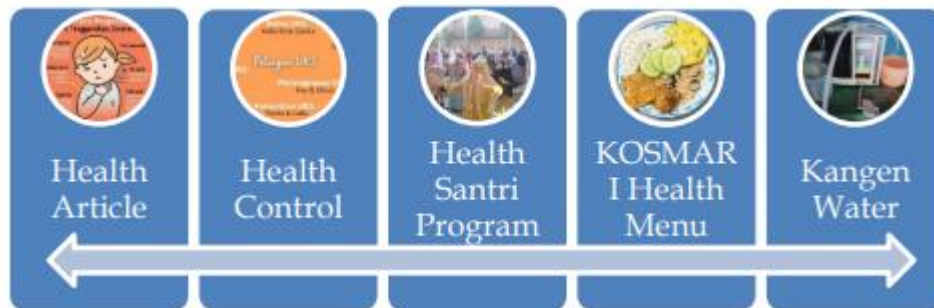 Health
Article
Health
Control
Health
Santri
Program
KOSMAR
I Health
Menu
Kangen
Water